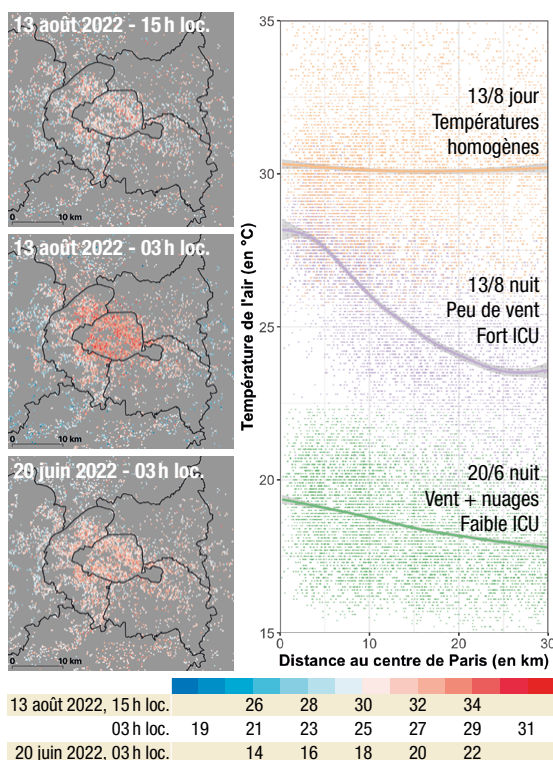 13 août 2022 - 15 h loc.
0 10 km
13 août 2022 - 03 h loc.
0 10 km
20 juin 2022 - 03 h loc.
0 10 km
Température de l'air (en °C)
35
30
25
20
15
13/8 jour
Températures
homogènes
13/8 nuit
Peu de vent
Fort ICU
20/6 nuit
Vent + nuages
Faible ICU
0 10 20 30
Distance au centre de Paris (en km)
13 août 2022, 15 h loc. 26 28 30 32 34
03 h loc. 19 21 23 25 27 29 31
20 juin 2022, 03 h loc. 14 16 18 20 22